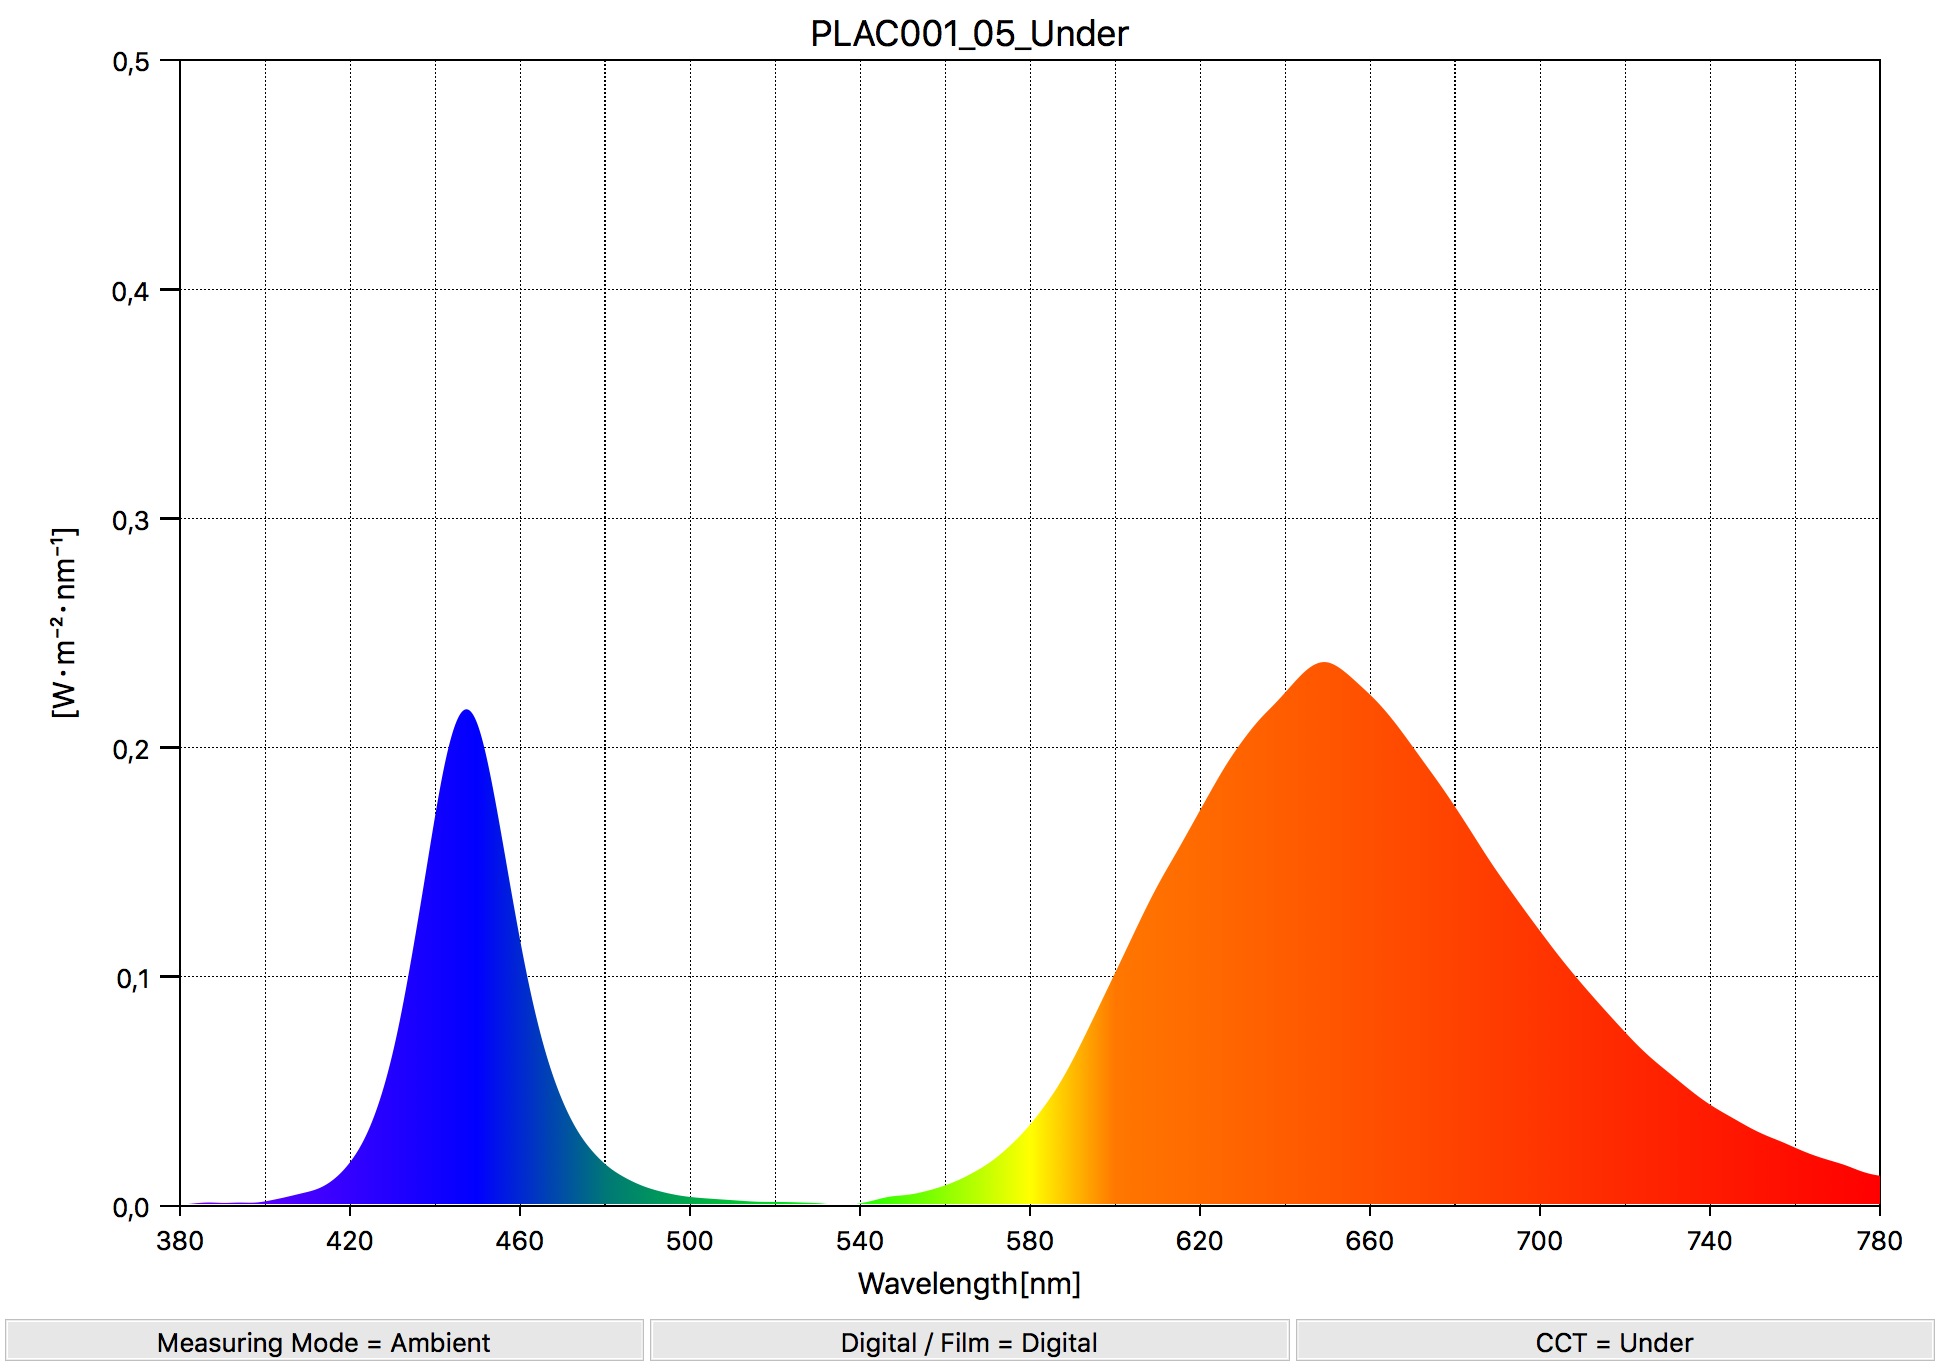 PLAC001_05_Under
0,5
0,4
0,3
0,2
0,1
0,0
[W·m⁻²·nm⁻¹]
380 420 460 500 540 580 620 660 700 740 780
Wavelength[nm]
Measuring Mode = Ambient
Digital / Film = Digital
CCT = Under